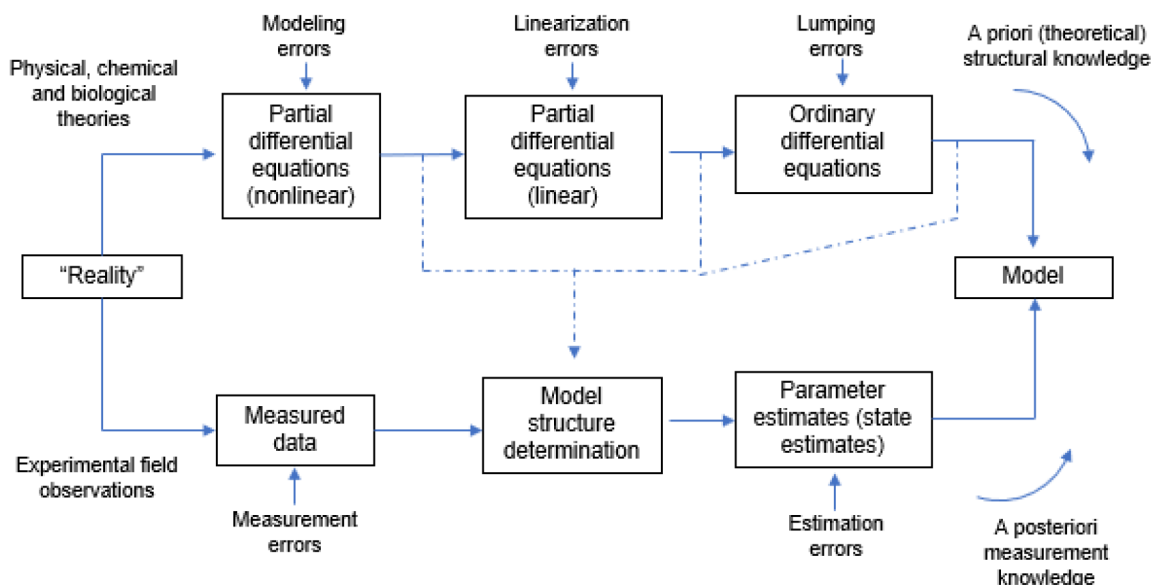 Modeling
errors
Linearization
errors
Lumping
errors
A priori (theoretical)
structural knowledge
Physical, chemical
and biological
theories
Partial
differential
equations
(nonlinear)
Partial
differential
equations
(linear)
Ordinary
differential
equations
“Reality”
Model
Measured
data
Model
structure
determination
Parameter
estimates (state
estimates)
Experimental field
observations
Measurement
errors
Estimation
errors
A posteriori
measurement
knowledge